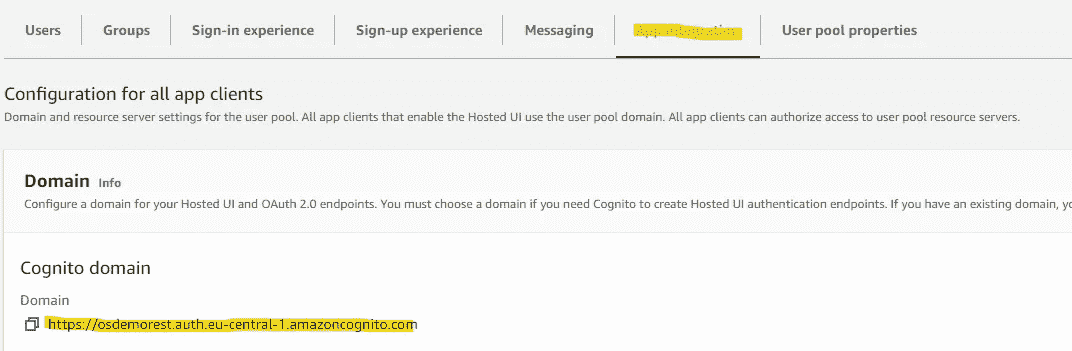 Users Groups Sign-in experience Sign-up experience Messaging User pool properties
Configuration for all app clients
Domain and resource server settings for the user pool. All app clients that enable the Hosted UI use the user pool domain. All app clients can authorize access to user pool resource servers.
Domain Info
Configure a domain for your Hosted UI and OAuth 2.0 endpoints. You must choose a domain if you need Cognito to create Hosted UI authentication endpoints. If you have an existing domain,
Cognito domain
Domain
https://osdemorest.auth.eu-central-1.amazoncognito.com